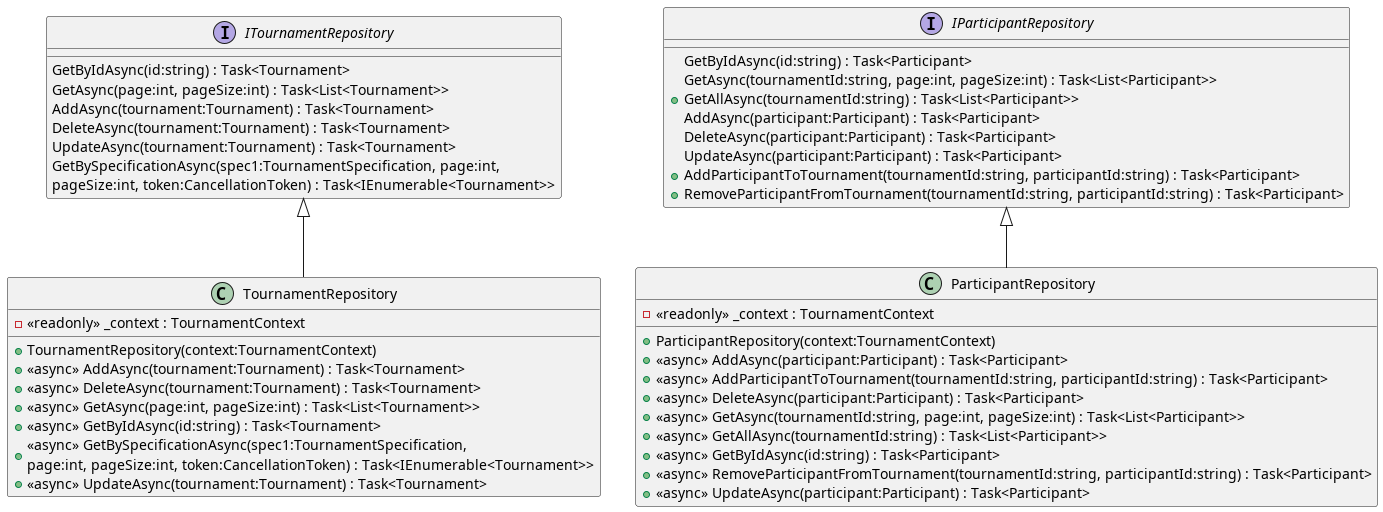 I ITournamentRepository
GetByIdAsync(id:string) : Task<Tournament>
GetAsync(page:int, pageSize:int) : Task<List<Tournament>>
AddAsync(tournament:Tournament) : Task<Tournament>
DeleteAsync(tournament:Tournament) : Task<Tournament>
UpdateAsync(tournament:Tournament) : Task<Tournament>
GetBySpecificationAsync(spec1:TournamentSpecification, page:int,
pageSize:int, token:CancellationToken) : Task<IEnumerable<Tournament>>
I IParticipantRepository
GetByIdAsync(id:string) : Task<Participant>
GetAsync(tournamentId:string, page:int, pageSize:int) : Task<List<Participant>>
GetAllAsync(tournamentId:string) : Task<List<Participant>>
AddAsync(participant:Participant) : Task<Participant>
DeleteAsync(participant:Participant) : Task<Participant>
UpdateAsync(participant:Participant) : Task<Participant>
AddParticipantToTournament(tournamentId:string, participantId:string) : Task<Participant>
RemoveParticipantFromTournament(tournamentId:string, participantId:string) : Task<Participant>
C TournamentRepository
«readonly» _context : TournamentContext
TournamentRepository(context:TournamentContext)
«async» AddAsync(tournament:Tournament) : Task<Tournament>
«async» DeleteAsync(tournament:Tournament) : Task<Tournament>
«async» GetAsync(page:int, pageSize:int) : Task<List<Tournament>>
«async» GetByIdAsync(id:string) : Task<Tournament>
«async» GetBySpecificationAsync(spec1:TournamentSpecification,
page:int, pageSize:int, token:CancellationToken) : Task<IEnumerable<Tournament>>
«async» UpdateAsync(tournament:Tournament) : Task<Tournament>
C ParticipantRepository
«readonly» _context : TournamentContext
ParticipantRepository(context:TournamentContext)
«async» AddAsync(participant:Participant) : Task<Participant>
«async» AddParticipantToTournament(tournamentId:string, participantId:string) : Task<Participant>
«async» DeleteAsync(participant:Participant) : Task<Participant>
«async» GetAsync(tournamentId:string, page:int, pageSize:int) : Task<List<Participant>>
«async» GetAllAsync(tournamentId:string) : Task<List<Participant>>
«async» GetByIdAsync(id:string) : Task<Participant>
«async» RemoveParticipantFromTournament(tournamentId:string, participantId:string) : Task<Participant>
«async» UpdateAsync(participant:Participant) : Task<Participant>